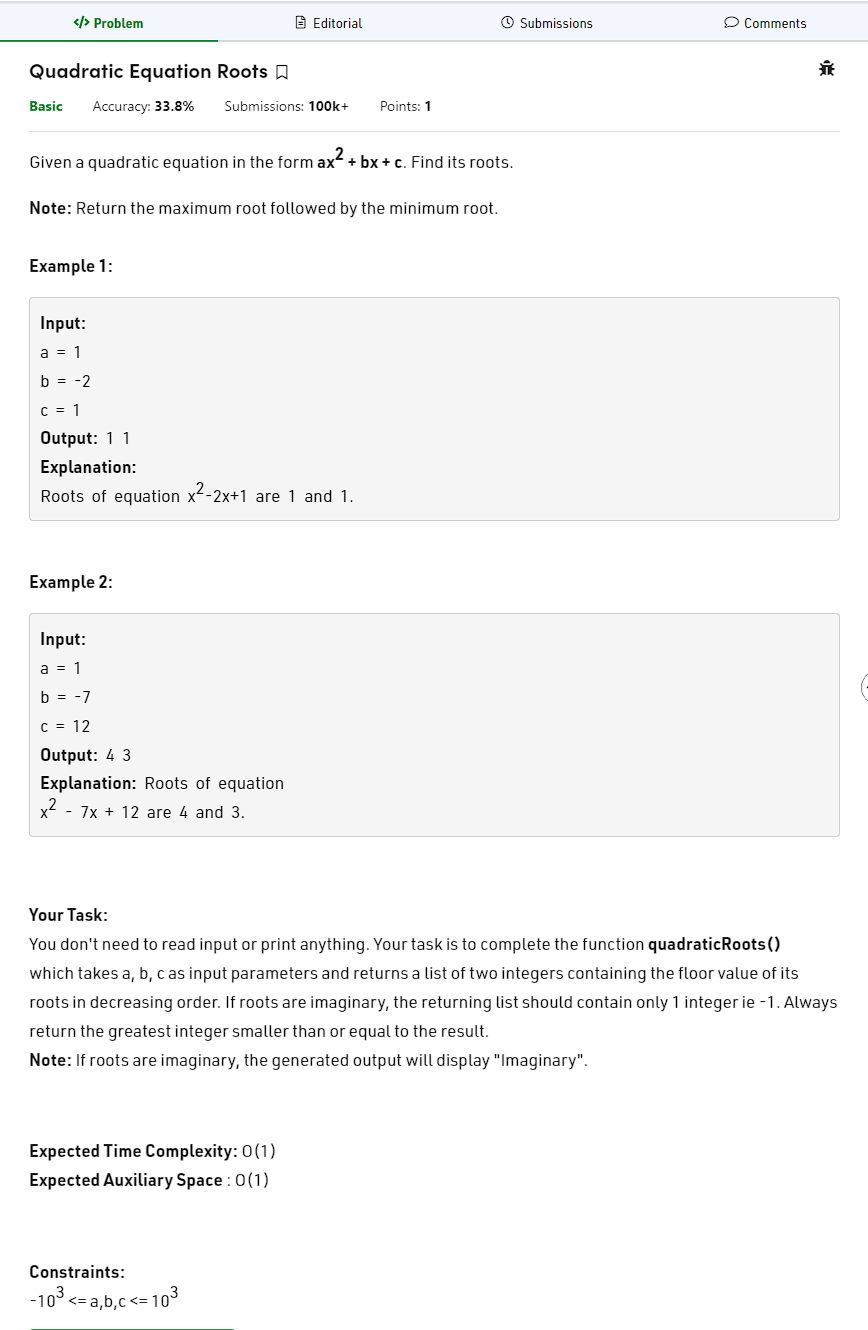 </> Problem Editorial Submissions Comments
Quadratic Equation Roots
Basic Accuracy: 33.8% Submissions: 100k+ Points: 1
Given a quadratic equation in the form ax² + bx + c. Find its roots.
Note: Return the maximum root followed by the minimum root.
Example 1:
Input:
a = 1
b = -2
c = 1
Output: 1 1
Explanation:
Roots of equation x²-2x+1 are 1 and 1.
Example 2:
Input:
a = 1
b = -7
c = 12
Output: 4 3
Explanation: Roots of equation
x² - 7x + 12 are 4 and 3.
Your Task:
You don't need to read input or print anything. Your task is to complete the function quadraticRoots()
which takes a, b, c as input parameters and returns a list of two integers containing the floor value of its
roots in decreasing order. If roots are imaginary, the returning list should contain only 1 integer ie -1. Always
return the greatest integer smaller than or equal to the result.
Note: If roots are imaginary, the generated output will display "Imaginary".
Expected Time Complexity: O(1)
Expected Auxiliary Space : O(1)
Constraints:
-10³ <= a,b,c <= 10³